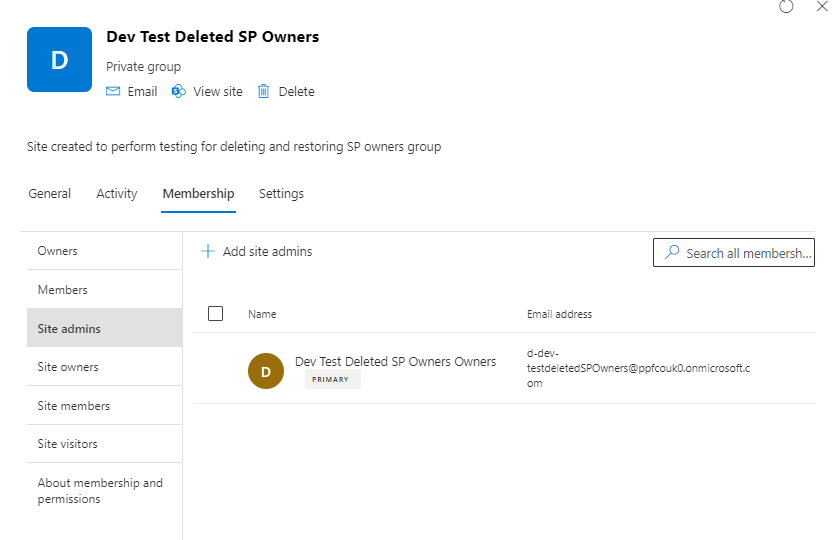 D
Dev Test Deleted SP Owners
Private group
Email
View site
Delete
Site created to perform testing for deleting and restoring SP owners group
General
Activity
Membership
Settings
Owners
Members
Site admins
Site owners
Site members
Site visitors
About membership and
permissions
Add site admins
Search all membersh...
Name
Email address
D
Dev Test Deleted SP Owners Owners
PRIMARY
d-dev-
testdeletedSPOwners@ppfcouk0.onmicrosoft.c
om